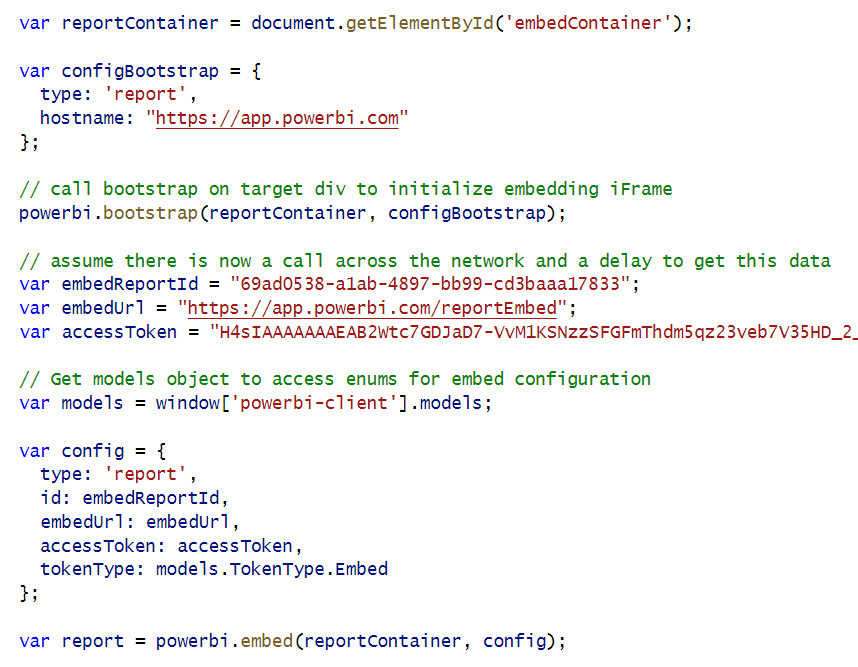 var reportContainer = document.getElementById('embedContainer');
var configBootstrap = {
type: 'report',
hostname: "https://app.powerbi.com"
};
// call bootstrap on target div to initialize embedding iFrame
powerbi.bootstrap(reportContainer, configBootstrap);
// assume there is now a call across the network and a delay to get this data
var embedReportId = "69ad0538-a1ab-4897-bb99-cd3baaa17833";
var embedUrl = "https://app.powerbi.com/reportEmbed";
var accessToken = "H4sIAAAAAAAEAB2Wtc7GDJaD7-VvM1KSNzzSFGFmThdm5qz23veb7V35HD_2_
// Get models object to access enums for embed configuration
var models = window['powerbi-client'].models;
var config = {
type: 'report',
id: embedReportId,
embedUrl: embedUrl,
accessToken: accessToken,
tokenType: models.TokenType.Embed
};
var report = powerbi.embed(reportContainer, config);